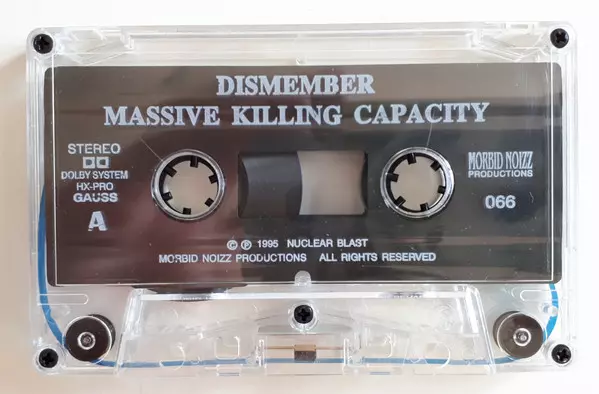 DISMEMBER
MASSIVE KILLING CAPACITY
STEREO
DOLBY SYSTEM
HX-PRO
GAUSS
A
MORBID NOIZZ
PRODUCTIONS
066
© ℗ 1995 NUCLEAR BLAST
MORBID NOIZZ PRODUCTIONS ALL RIGHTS RESERVED